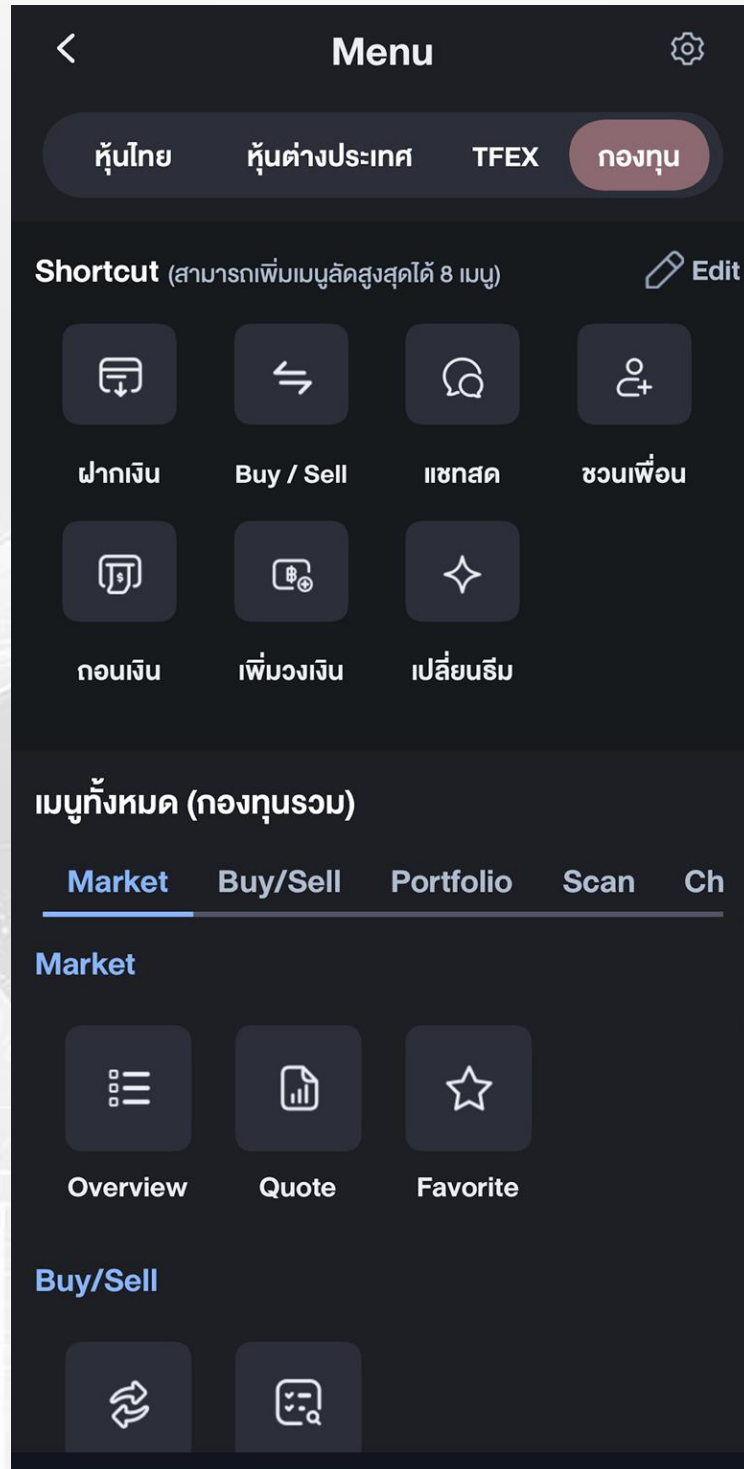 Menu
หุ้นไทย หุ้นต่างประเทศ TFEX กองทุน
Shortcut (สามารถเพิ่มเมนูลัดสูงสุดได้ 8 เมนู) Edit
ฝากเงิน Buy / Sell แชทสด ชวนเพื่อน
ถอนเงิน เพิ่มวงเงิน เปลี่ยนธีม
เมนูทั้งหมด (กองทุนรวม)
Market Buy/Sell Portfolio Scan Ch
Market
Overview Quote Favorite
Buy/Sell